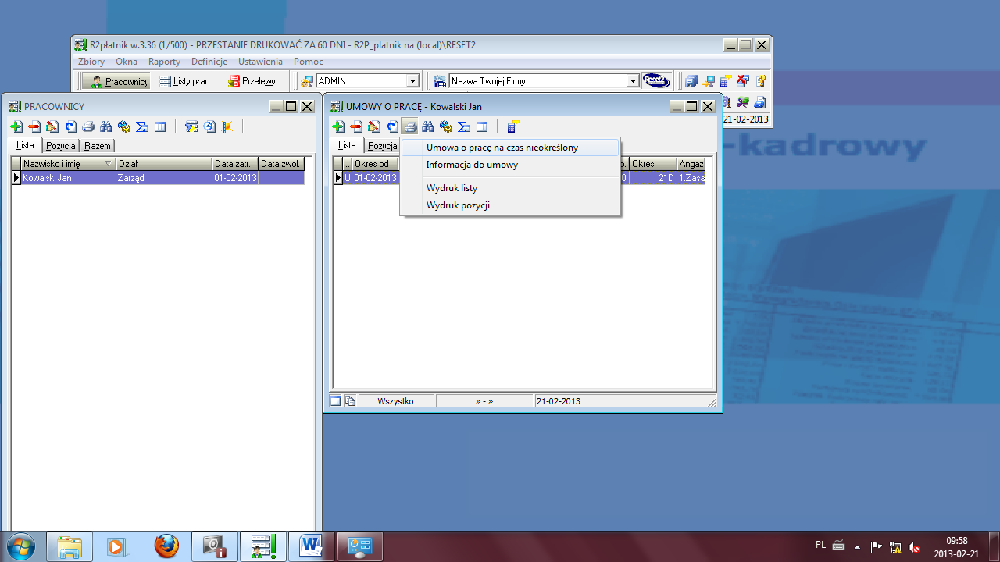 R2płatnik w.3.36 (1/500) - PRZESTANIE DRUKOWAĆ ZA 60 DNI - R2P_platnik na (local)\RESET2
Zbiory Okna Raporty Definicje Ustawienia Pomoc
Pracownicy Listy płac Przelewy ADMIN Nazwa Twojej Firmy Reset2
21-02-2013
-kadrowy
PRACOWNICY
Lista Pozycja Razem
Nazwisko i imię Dział Data zatr. Data zwol.
Kowalski Jan Zarząd 01-02-2013
UMOWY O PRACĘ - Kowalski Jan
Lista Pozycja
.. Okres od Okres Angaż
U 01-02-2013 0 21D 1.Zasa
Umowa o pracę na czas nieokreślony
Informacja do umowy
Wydruk listy
Wydruk pozycji
Wszystko » - » 21-02-2013
PL 09:58
2013-02-21